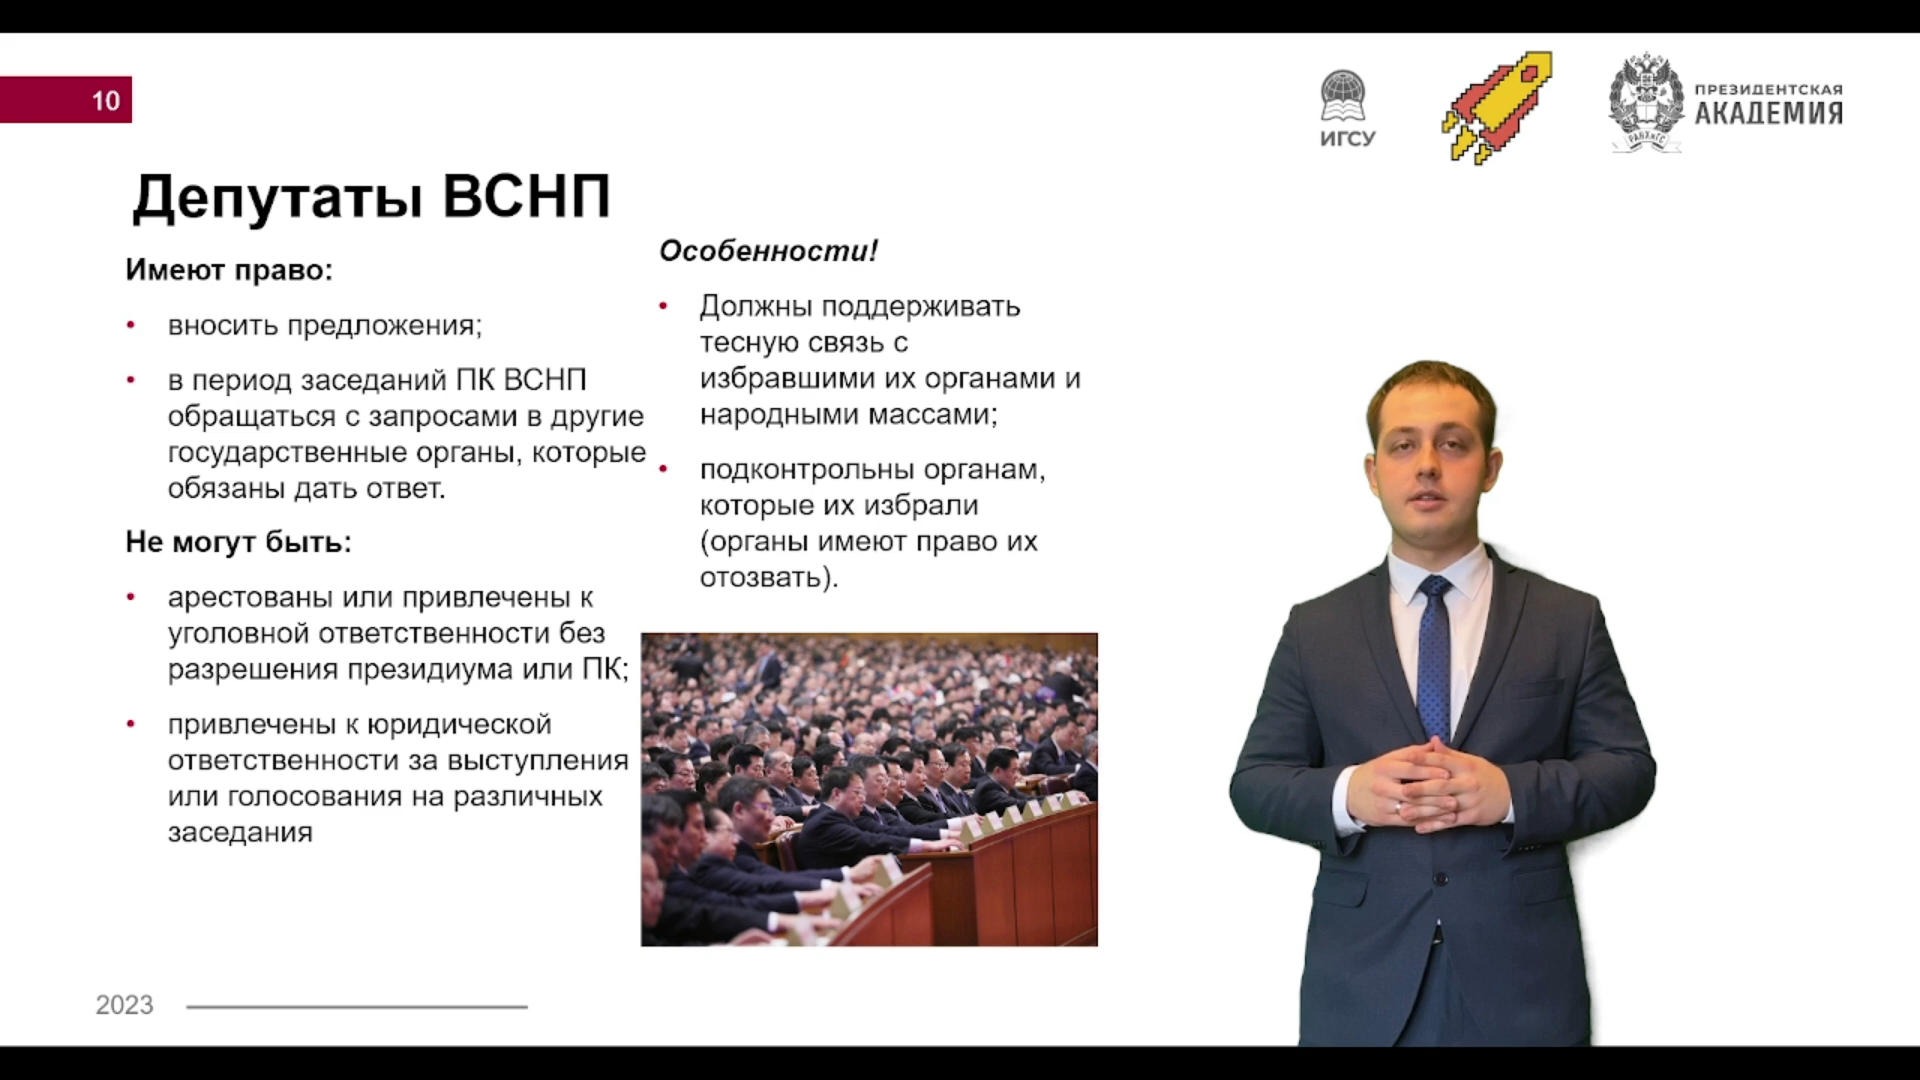 10
ИГСУ
ПРЕЗИДЕНТСКАЯ
АКАДЕМИЯ
РАНХиГС
Депутаты ВСНП
Имеют право:
• вносить предложения;
• в период заседаний ПК ВСНП
обращаться с запросами в другие
государственные органы, которые
обязаны дать ответ.
Не могут быть:
• арестованы или привлечены к
уголовной ответственности без
разрешения президиума или ПК;
• привлечены к юридической
ответственности за выступления
или голосования на различных
заседания
Особенности!
• Должны поддерживать
тесную связь с
избравшими их органами и
народными массами;
• подконтрольны органам,
которые их избрали
(органы имеют право их
отозвать).
2023